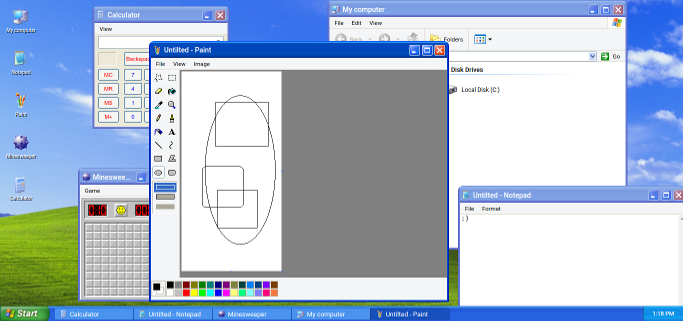 My computer
Notepad
Paint
Minesweeper
Calculator
Calculator
View
Backspace
MC
7
4
MR
MS
1
M+
0
Mineswee...
Game
Untitled - Paint
File View Image
My computer
File Edit View
Back
Folders
Go
Disk Drives
Local Disk (C:)
Untitled - Notepad
File Format
:)
Start
Calculator
Untitled - Notepad
Minesweeper
My computer
Untitled - Paint
1:18 PM